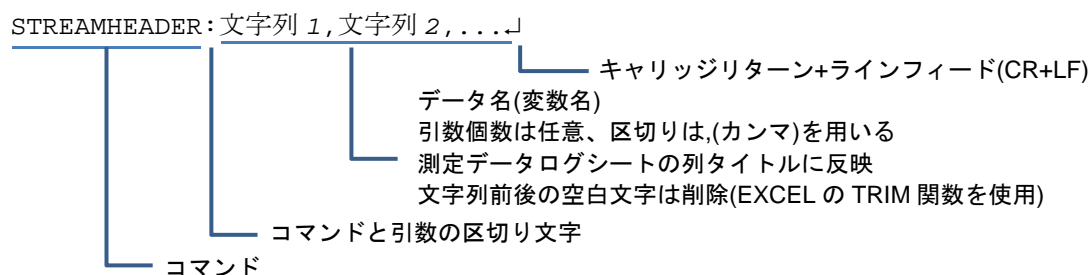 STREAMHEADER:文字列 1,文字列 2,...↵
キャリッジリターン+ラインフィード(CR+LF)
データ名(変数名)
引数個数は任意、区切りは,(カンマ)を用いる
測定データログシートの列タイトルに反映
文字列前後の空白文字は削除(EXCEL の TRIM 関数を使用)
コマンドと引数の区切り文字
コマンド